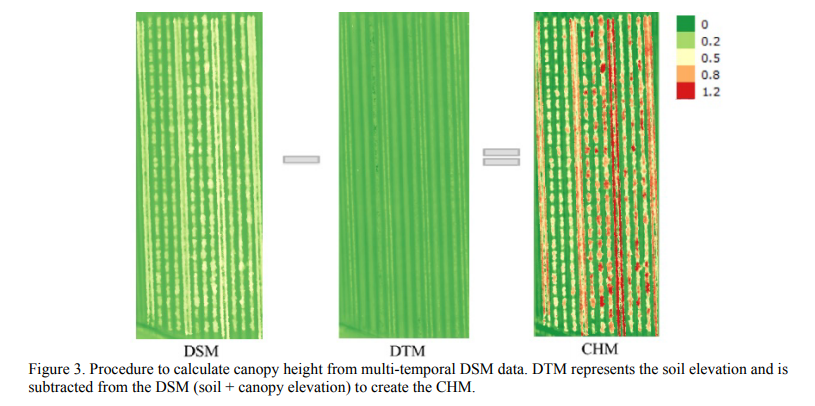 0
0.2
0.5
0.8
1.2
DSM
DTM
CHM
Figure 3. Procedure to calculate canopy height from multi-temporal DSM data. DTM represents the soil elevation and is
subtracted from the DSM (soil + canopy elevation) to create the CHM.